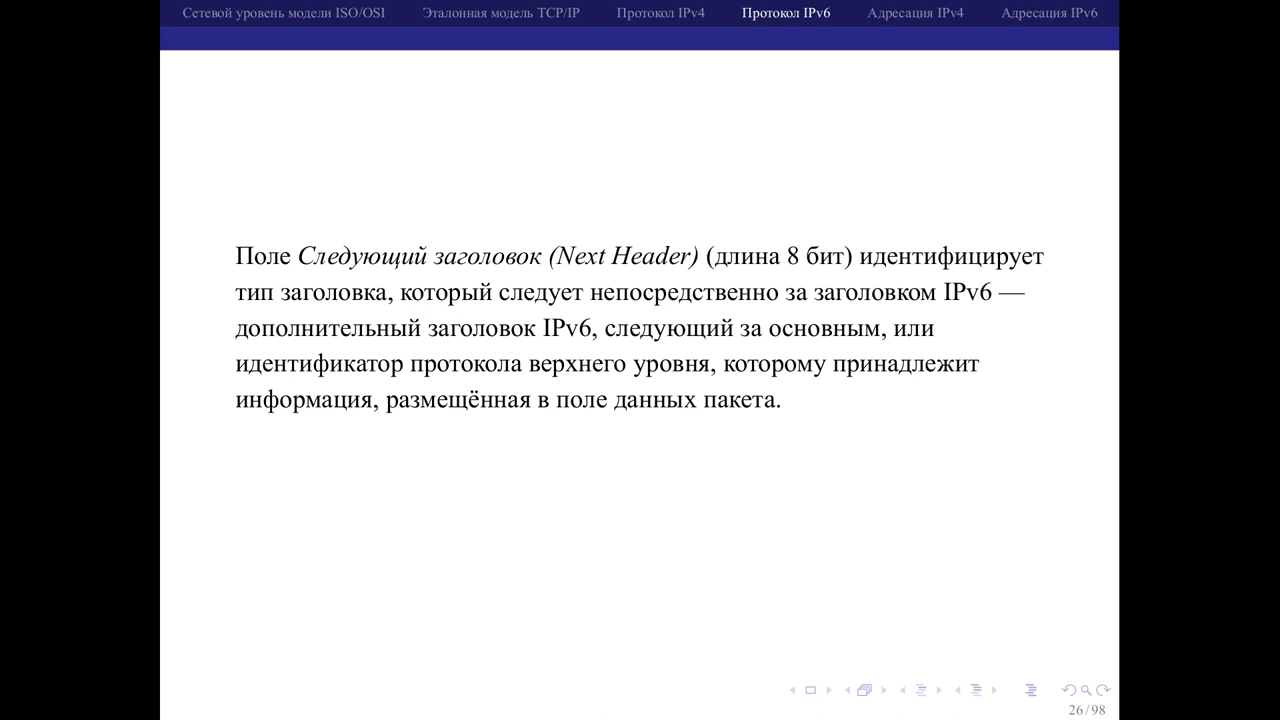 Сетевой уровень модели ISO/OSI Эталонная модель TCP/IP Протокол IPv4 Протокол IPv6 Адресация IPv4 Адресация IPv6
Поле Следующий заголовок (Next Header) (длина 8 бит) идентифицирует
тип заголовка, который следует непосредственно за заголовком IPv6 —
дополнительный заголовок IPv6, следующий за основным, или
идентификатор протокола верхнего уровня, которому принадлежит
информация, размещённая в поле данных пакета.
26/98